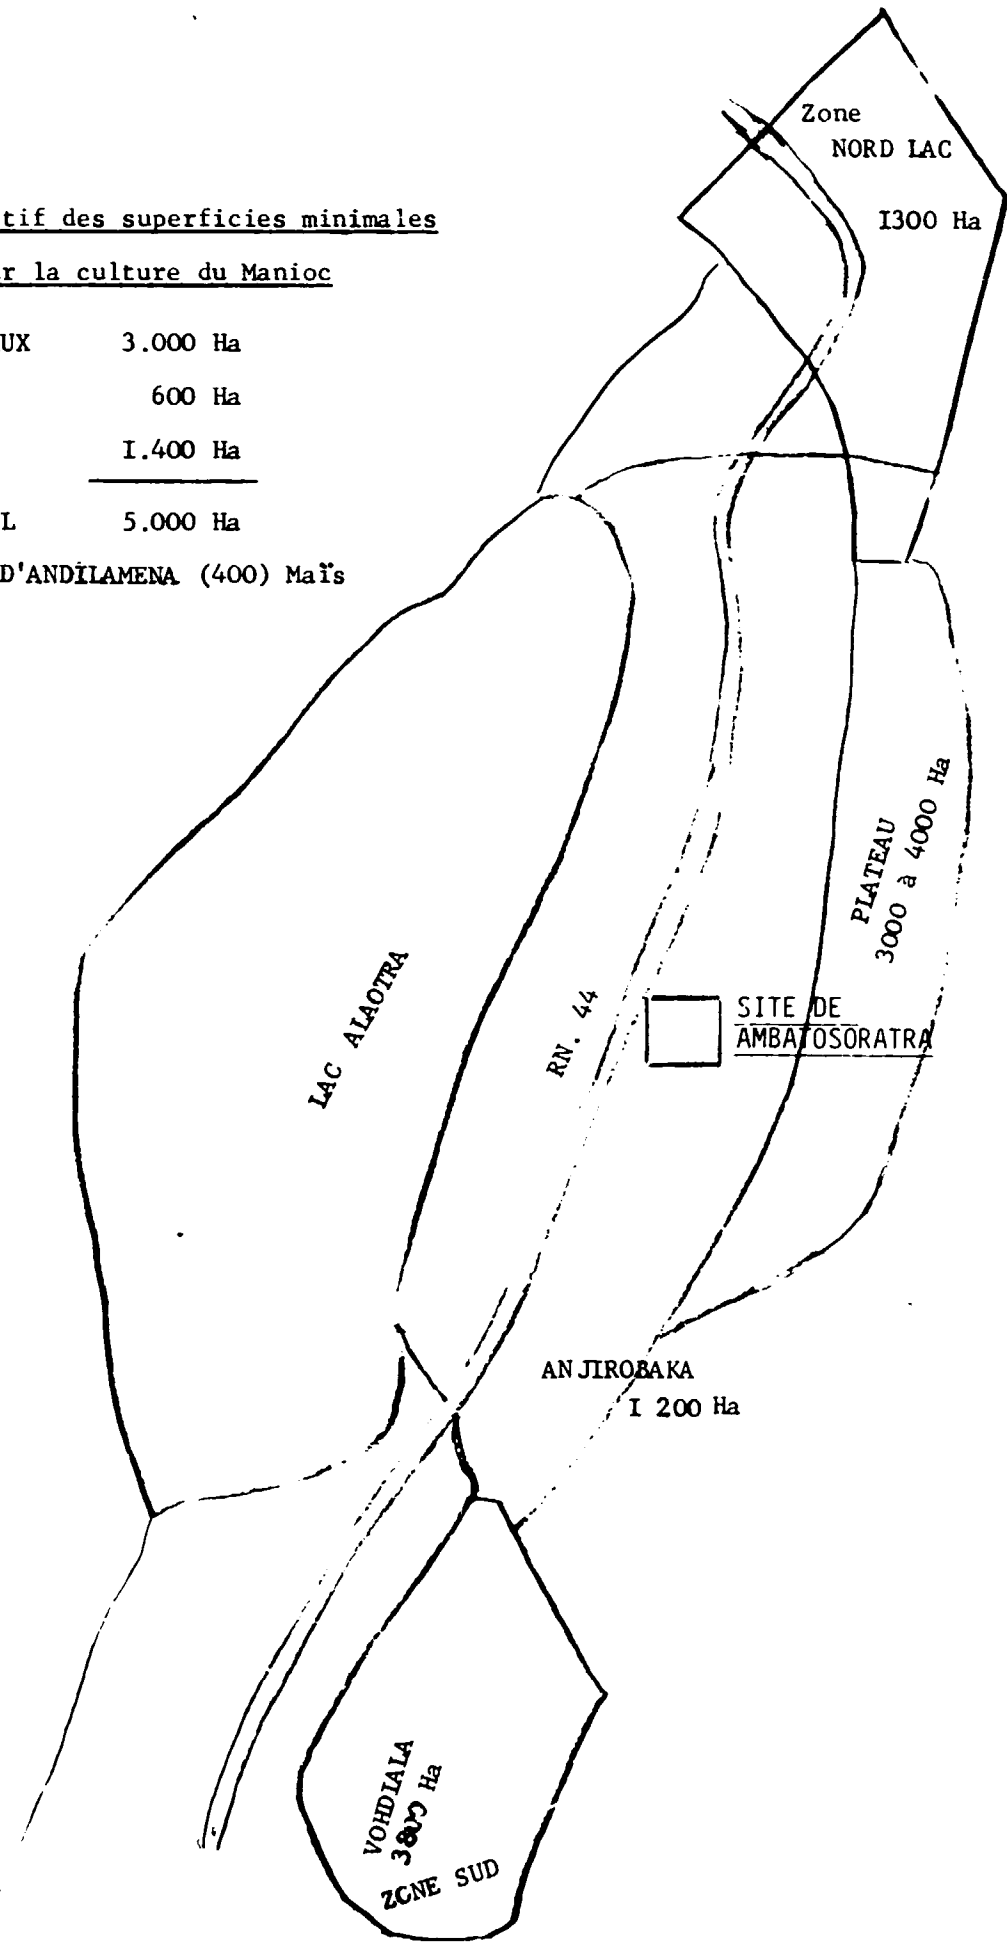 tif des superficies minimales
r la culture du Manioc
UX 3.000 Ha
600 Ha
I.400 Ha
L 5.000 Ha
D'ANDILAMENA (400) Maïs
Zone
NORD LAC
I300 Ha
PLATEAU
3000 à 4000 Ha
LAC ALAOTRA
RN. 44
SITE DE
AMBATOSORATRA
ANJIROBAKA
I 200 Ha
VOHDIALA
3800 Ha
ZONE SUD